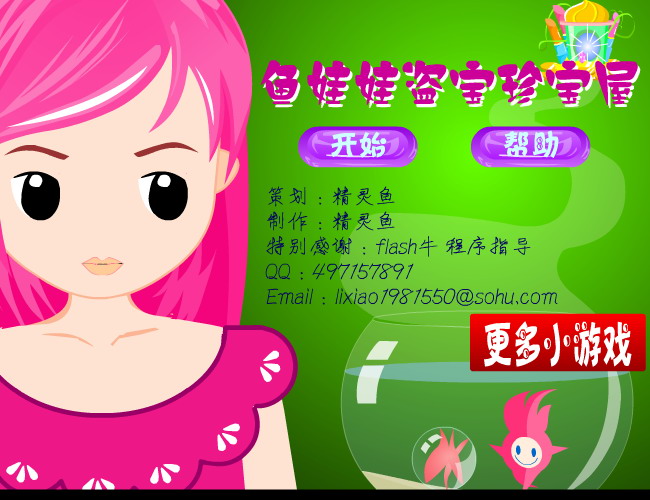 鱼娃娃盗宝珍宝屋
开始 帮助
策划：精灵鱼
制作：精灵鱼
特别感谢：flash牛 程序指导
QQ：497157891
Email：lixiao1981550@sohu.com
更多小游戏